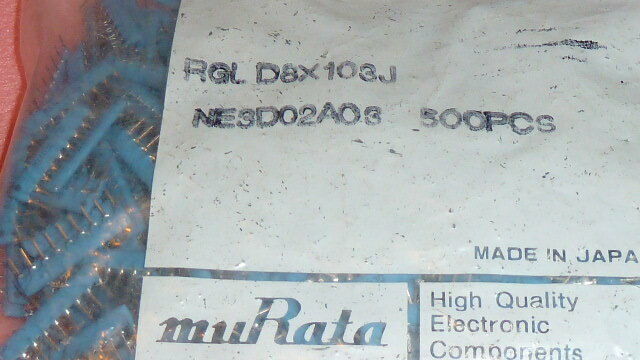 RGL D8X103J
NE3D02A03 500PCS
MADE IN JAPA
muRata
High Quality
Electronic
Components